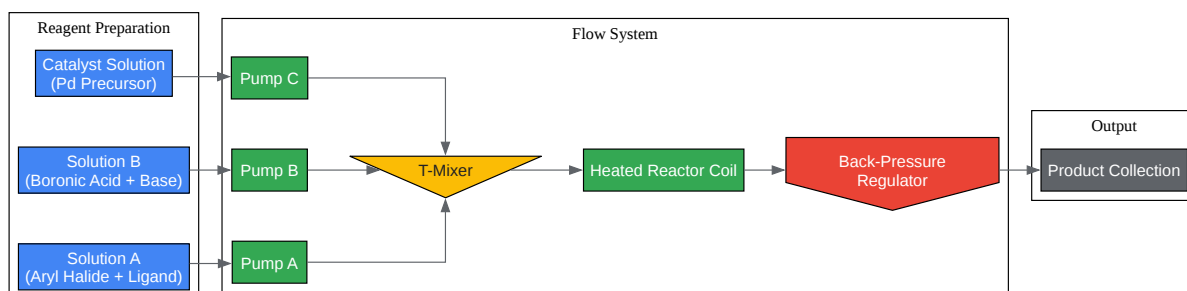 Reagent Preparation
Flow System
Catalyst Solution
(Pd Precursor)
Pump C
Output
Solution B
(Boronic Acid + Base)
Pump B
T-Mixer
Heated Reactor Coil
Back-Pressure
Regulator
Product Collection
Solution A
(Aryl Halide + Ligand)
Pump A